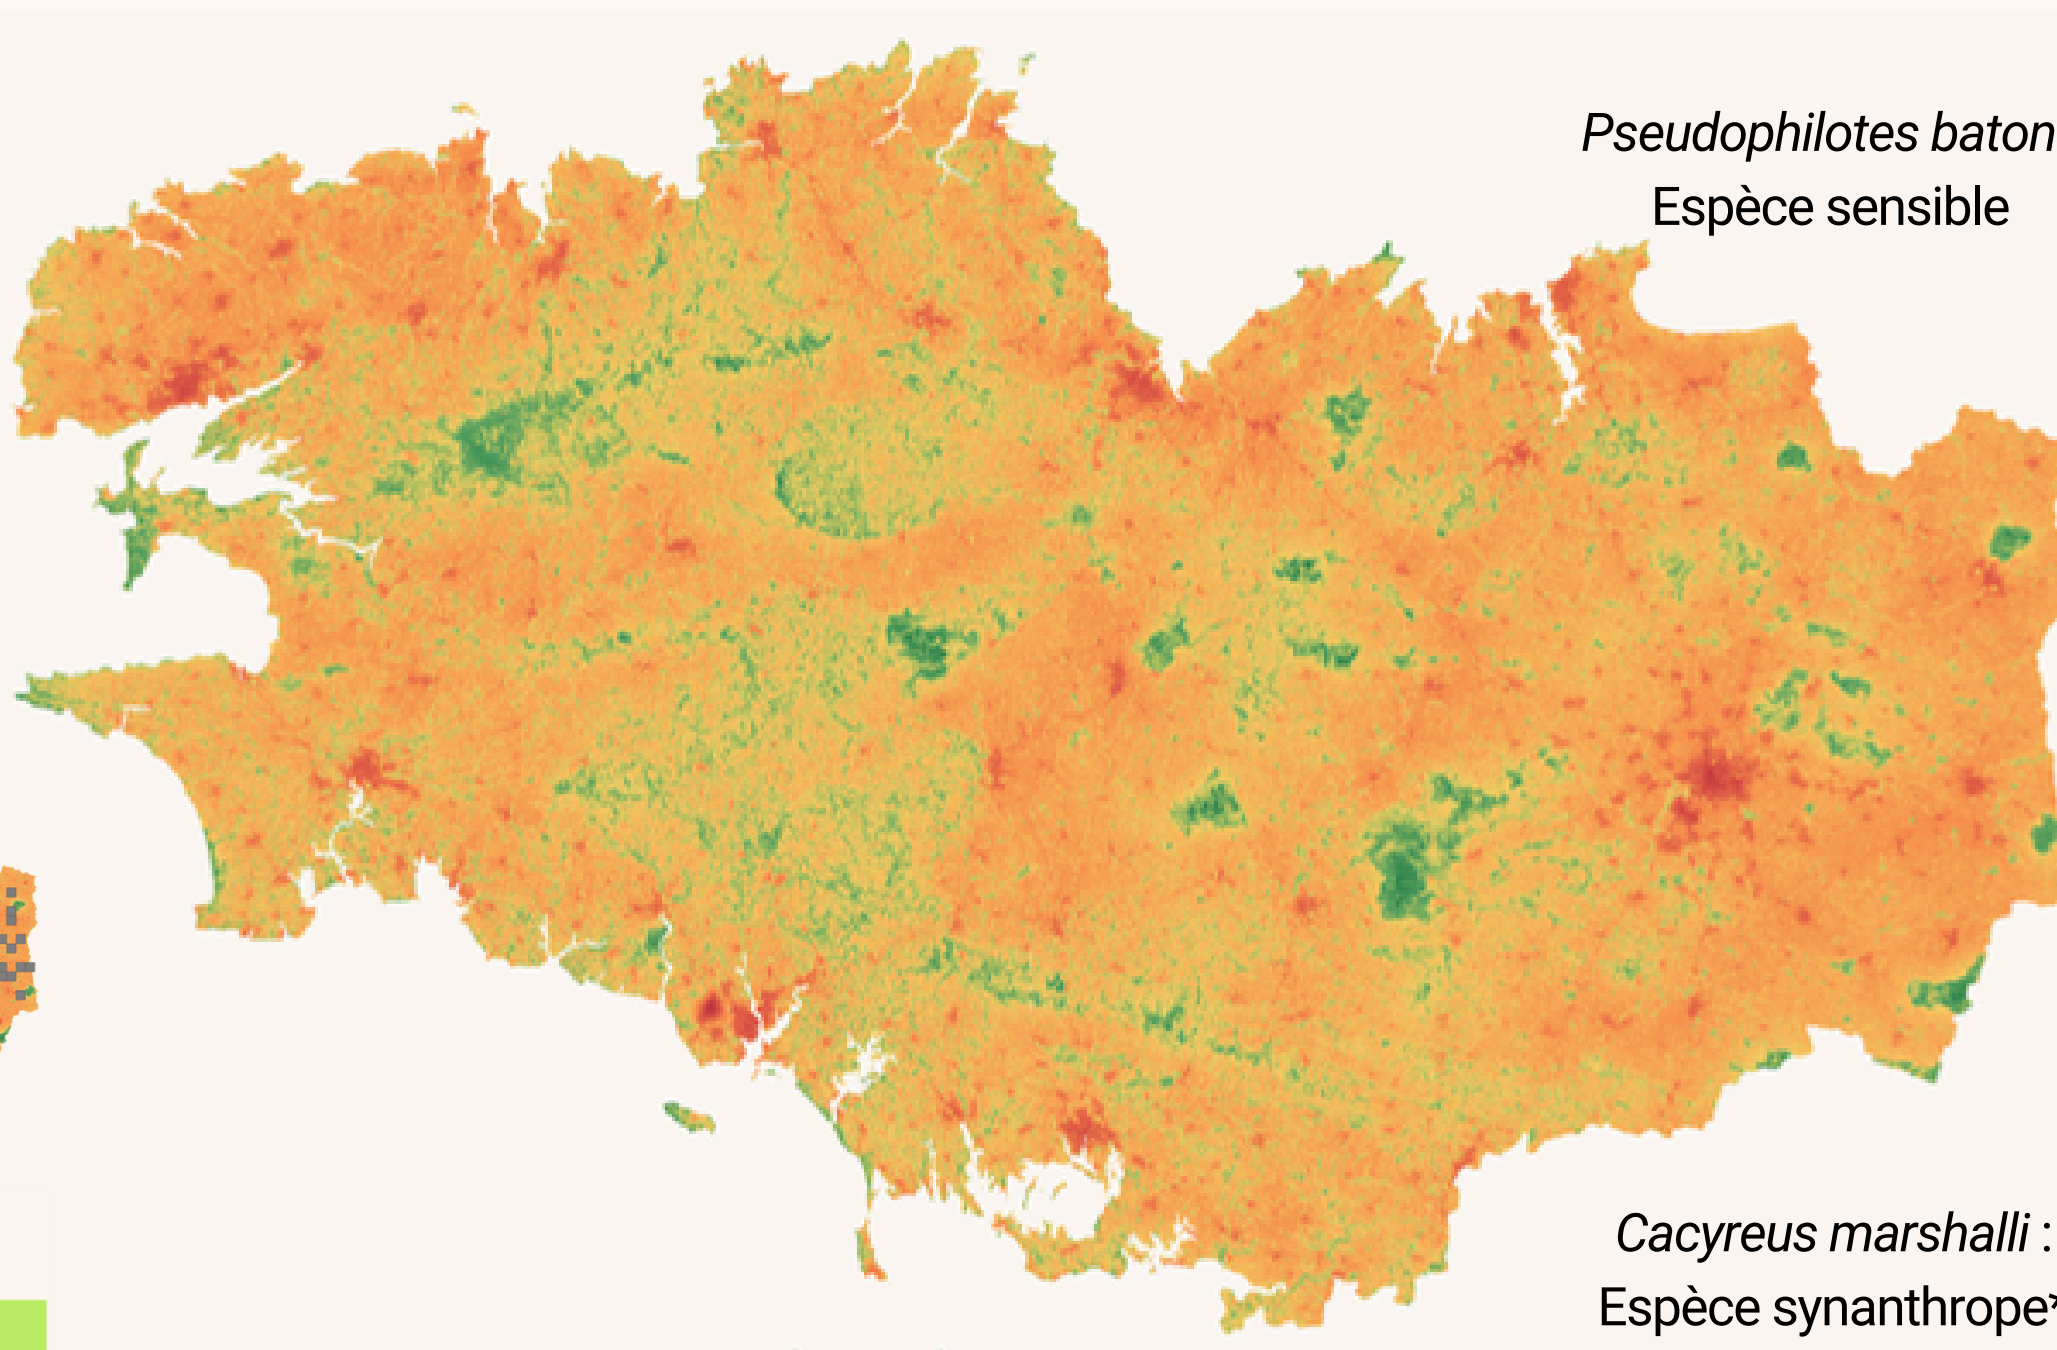 Pseudophilotes baton
Espèce sensible
Cacyreus marshalli :
Espèce synanthrope*